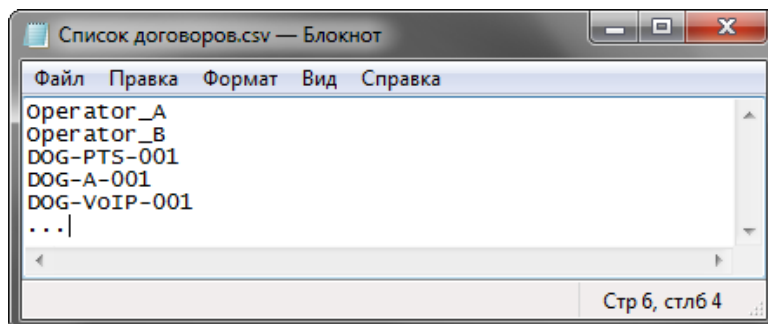 Список договоров.csv — Блокнот
Файл Правка Формат Вид Справка
Operator_A
Operator_B
DOG-PTS-001
DOG-A-001
DOG-VoIP-001
...
Стр 6, стлб 4